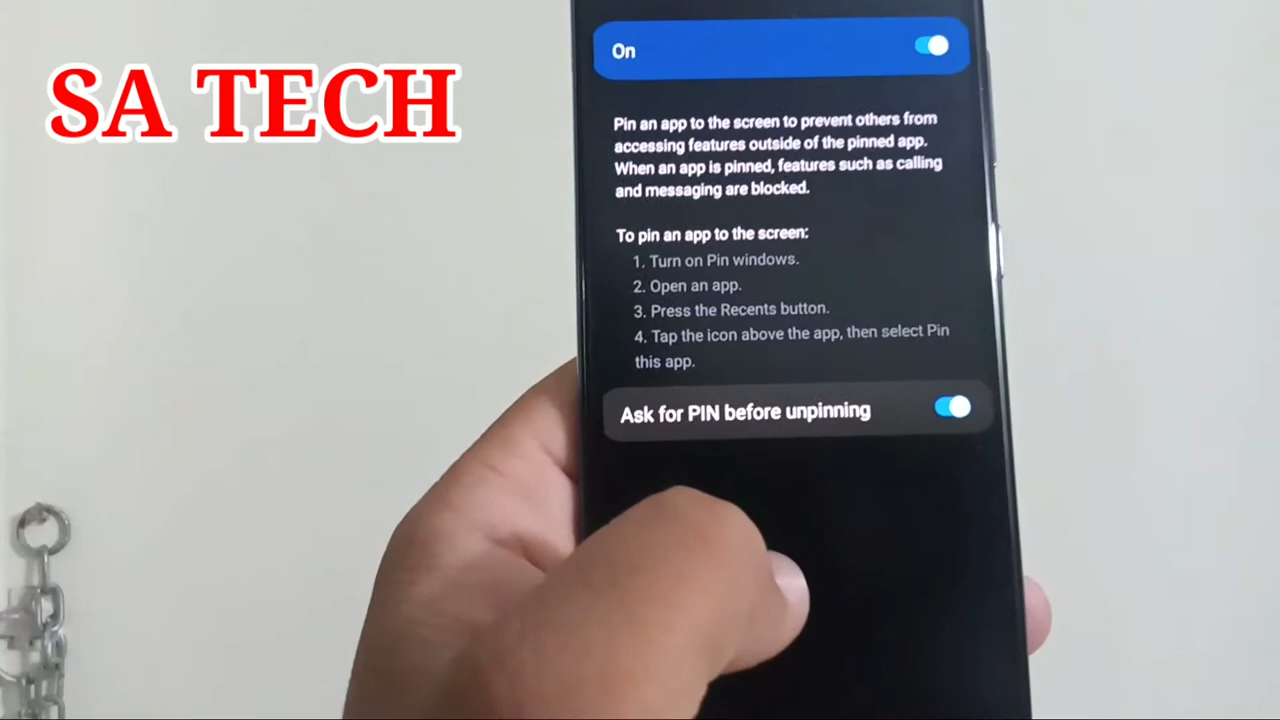 SA TECH
On
Pin an app to the screen to prevent others from
accessing features outside of the pinned app.
When an app is pinned, features such as calling
and messaging are blocked.
To pin an app to the screen:
1. Turn on Pin windows.
2. Open an app.
3. Press the Recents button.
4. Tap the icon above the app, then select Pin
this app.
Ask for PIN before unpinning